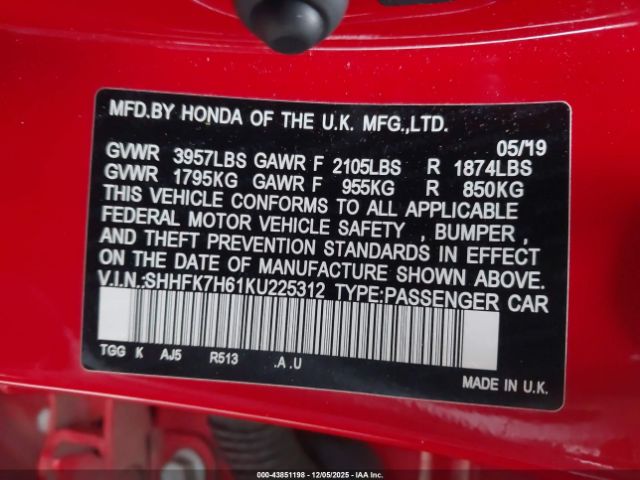 MFD.BY HONDA OF THE U.K. MFG.,LTD.
05/19
GVWR 3957LBS GAWR F 2105LBS R 1874LBS
GVWR 1795KG GAWR F 955KG R 850KG
THIS VEHICLE CONFORMS TO ALL APPLICABLE
FEDERAL MOTOR VEHICLE SAFETY , BUMPER ,
AND THEFT PREVENTION STANDARDS IN EFFECT
ON THE DATE OF MANUFACTURE SHOWN ABOVE.
V.I.N.:SHHFK7H61KU225312 TYPE:PASSENGER CAR
TGG K AJ5 R513 .A .U
MADE IN U.K.
000-43851198 - 12/05/2025 - IAA Inc.